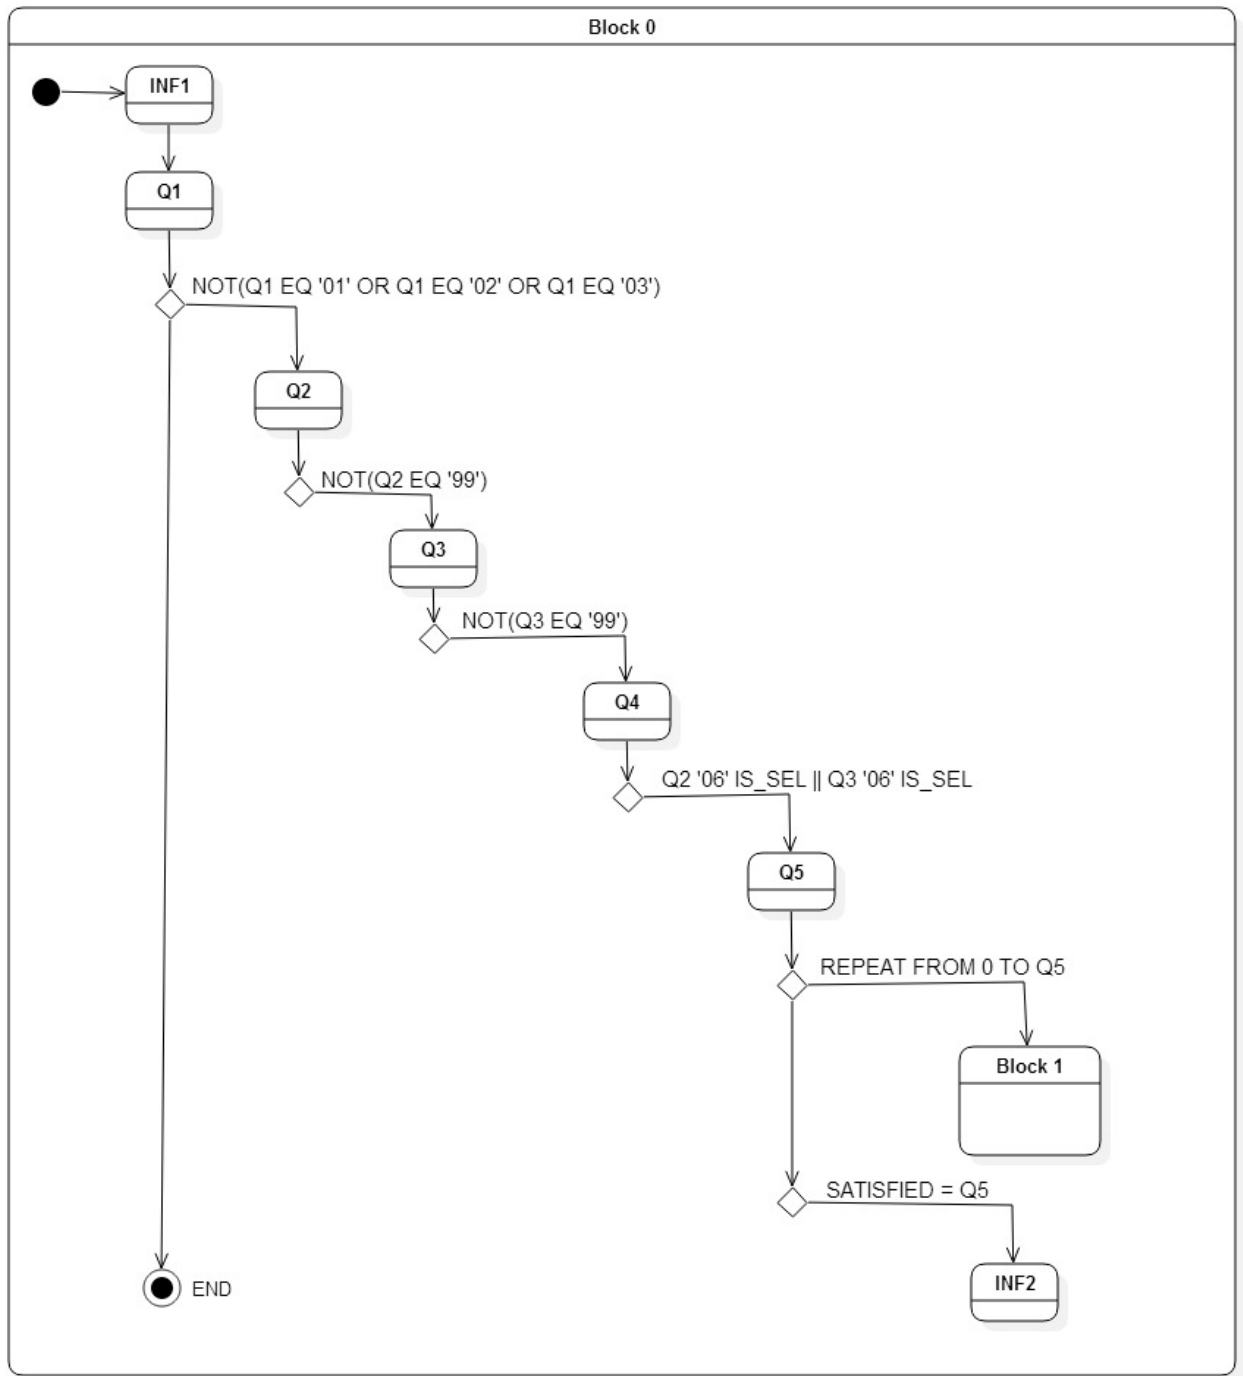 Block 0
INF1
Q1
NOT(Q1 EQ '01' OR Q1 EQ '02' OR Q1 EQ '03')
Q2
NOT(Q2 EQ '99')
Q3
NOT(Q3 EQ '99')
Q4
Q2 '06' IS_SEL || Q3 '06' IS_SEL
Q5
REPEAT FROM 0 TO Q5
Block 1
SATISFIED = Q5
INF2
END